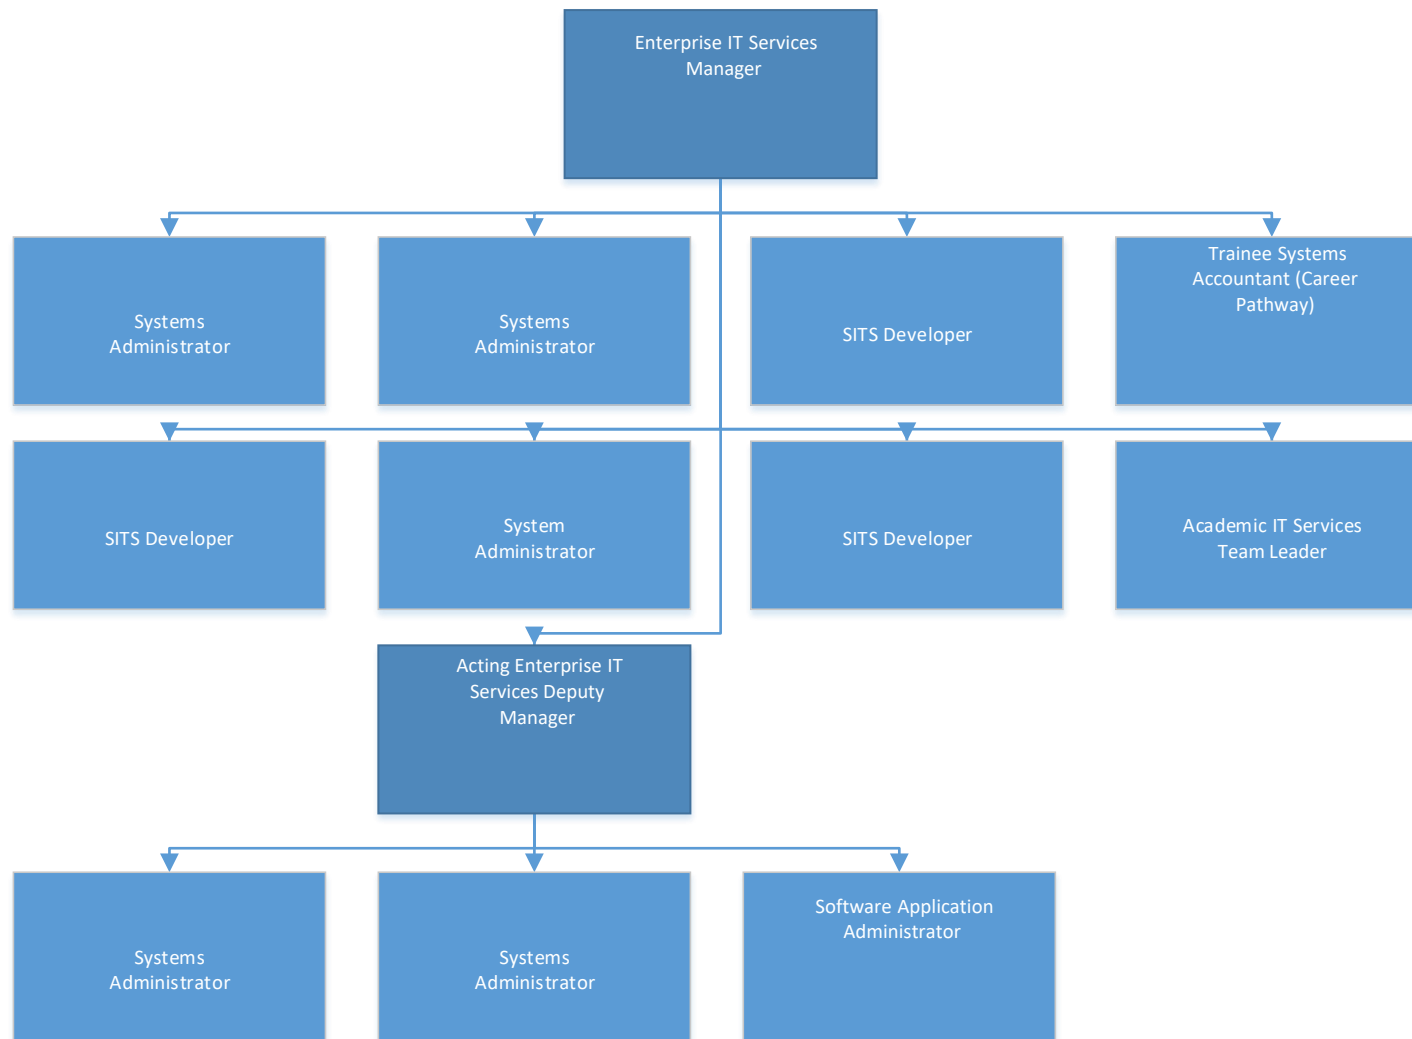 Enterprise IT Services
Manager
Systems
Administrator
Systems
Administrator
SITS Developer
Trainee Systems
Accountant (Career
Pathway)
SITS Developer
System
Administrator
SITS Developer
Academic IT Services
Team Leader
Acting Enterprise IT
Services Deputy
Manager
Systems
Administrator
Systems
Administrator
Software Application
Administrator